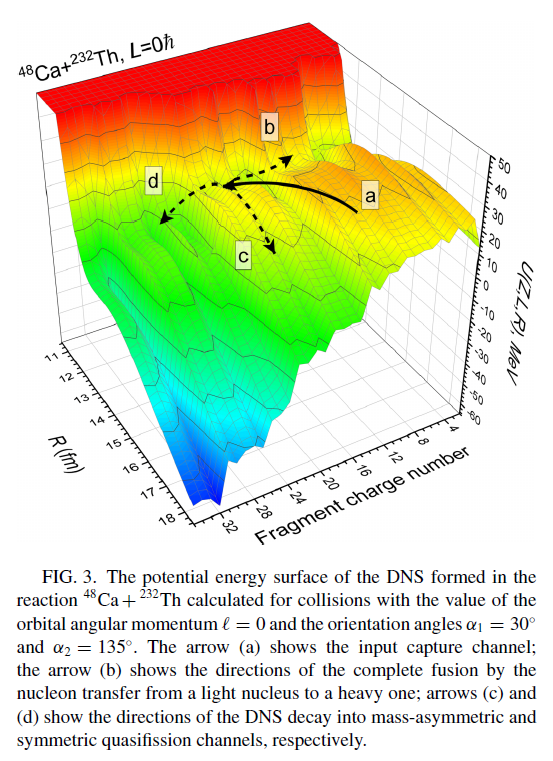 ⁴⁸Ca+²³²Th, L=0ℏ
b
d
a
c
50
40
30
20
10
0
-10
-20
-30
-40
-50
-60
U(Z,L,R), MeV
11
12
13
14
15
16
17
18
R (fm)
32
28
24
20
16
12
8
4
Fragment charge number
FIG. 3. The potential energy surface of the DNS formed in the
reaction ⁴⁸Ca + ²³²Th calculated for collisions with the value of the
orbital angular momentum ℓ = 0 and the orientation angles α₁ = 30°
and α₂ = 135°. The arrow (a) shows the input capture channel;
the arrow (b) shows the directions of the complete fusion by the
nucleon transfer from a light nucleus to a heavy one; arrows (c) and
(d) show the directions of the DNS decay into mass-asymmetric and
symmetric quasifission channels, respectively.